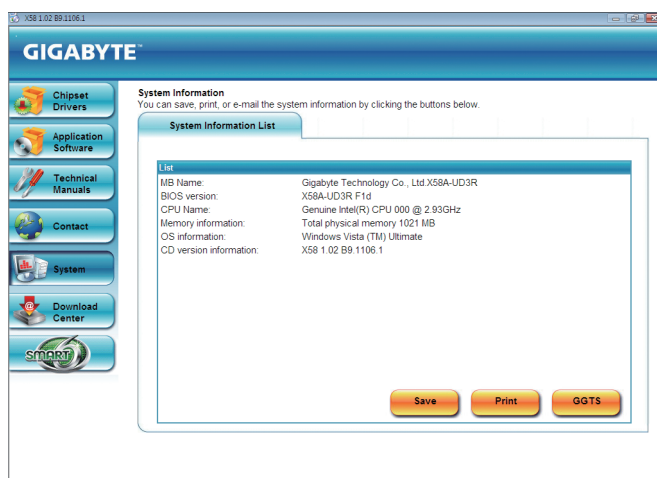 X58 1.02 B9.1106.1
GIGABYTE™
Chipset
Drivers
Application
Software
Technical
Manuals
Contact
System
Download
Center
SMART 6
System Information
You can save, print, or e-mail the system information by clicking the buttons below.
System Information List
List
MB Name: Gigabyte Technology Co., Ltd.X58A-UD3R
BIOS version: X58A-UD3R F1d
CPU Name: Genuine Intel(R) CPU 000 @ 2.93GHz
Memory information: Total physical memory 1021 MB
OS information: Windows Vista (TM) Ultimate
CD version information: X58 1.02 B9.1106.1
Save
Print
GGTS